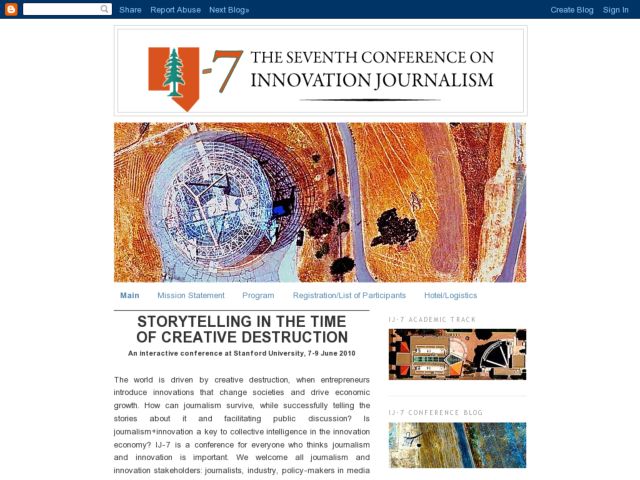 Share Report Abuse Next Blog» Create Blog Sign In
-7 THE SEVENTH CONFERENCE ON
INNOVATION JOURNALISM
Main Mission Statement Program Registration/List of Participants Hotel/Logistics
STORYTELLING IN THE TIME
OF CREATIVE DESTRUCTION
An interactive conference at Stanford University, 7-9 June 2010
The world is driven by creative destruction, when entrepreneurs
introduce innovations that change societies and drive economic
growth. How can journalism survive, while successfully telling the
stories about it and facilitating public discussion? Is
journalism*innovation a key to collective intelligence in the innovation
economy? IJ-7 is a conference for everyone who thinks journalism
and innovation is important. We welcome all journalism and
innovation stakeholders: journalists, industry, policy-makers in media
IJ-7 ACADEMIC TRACK
IJ-7 CONFERENCE BLOG